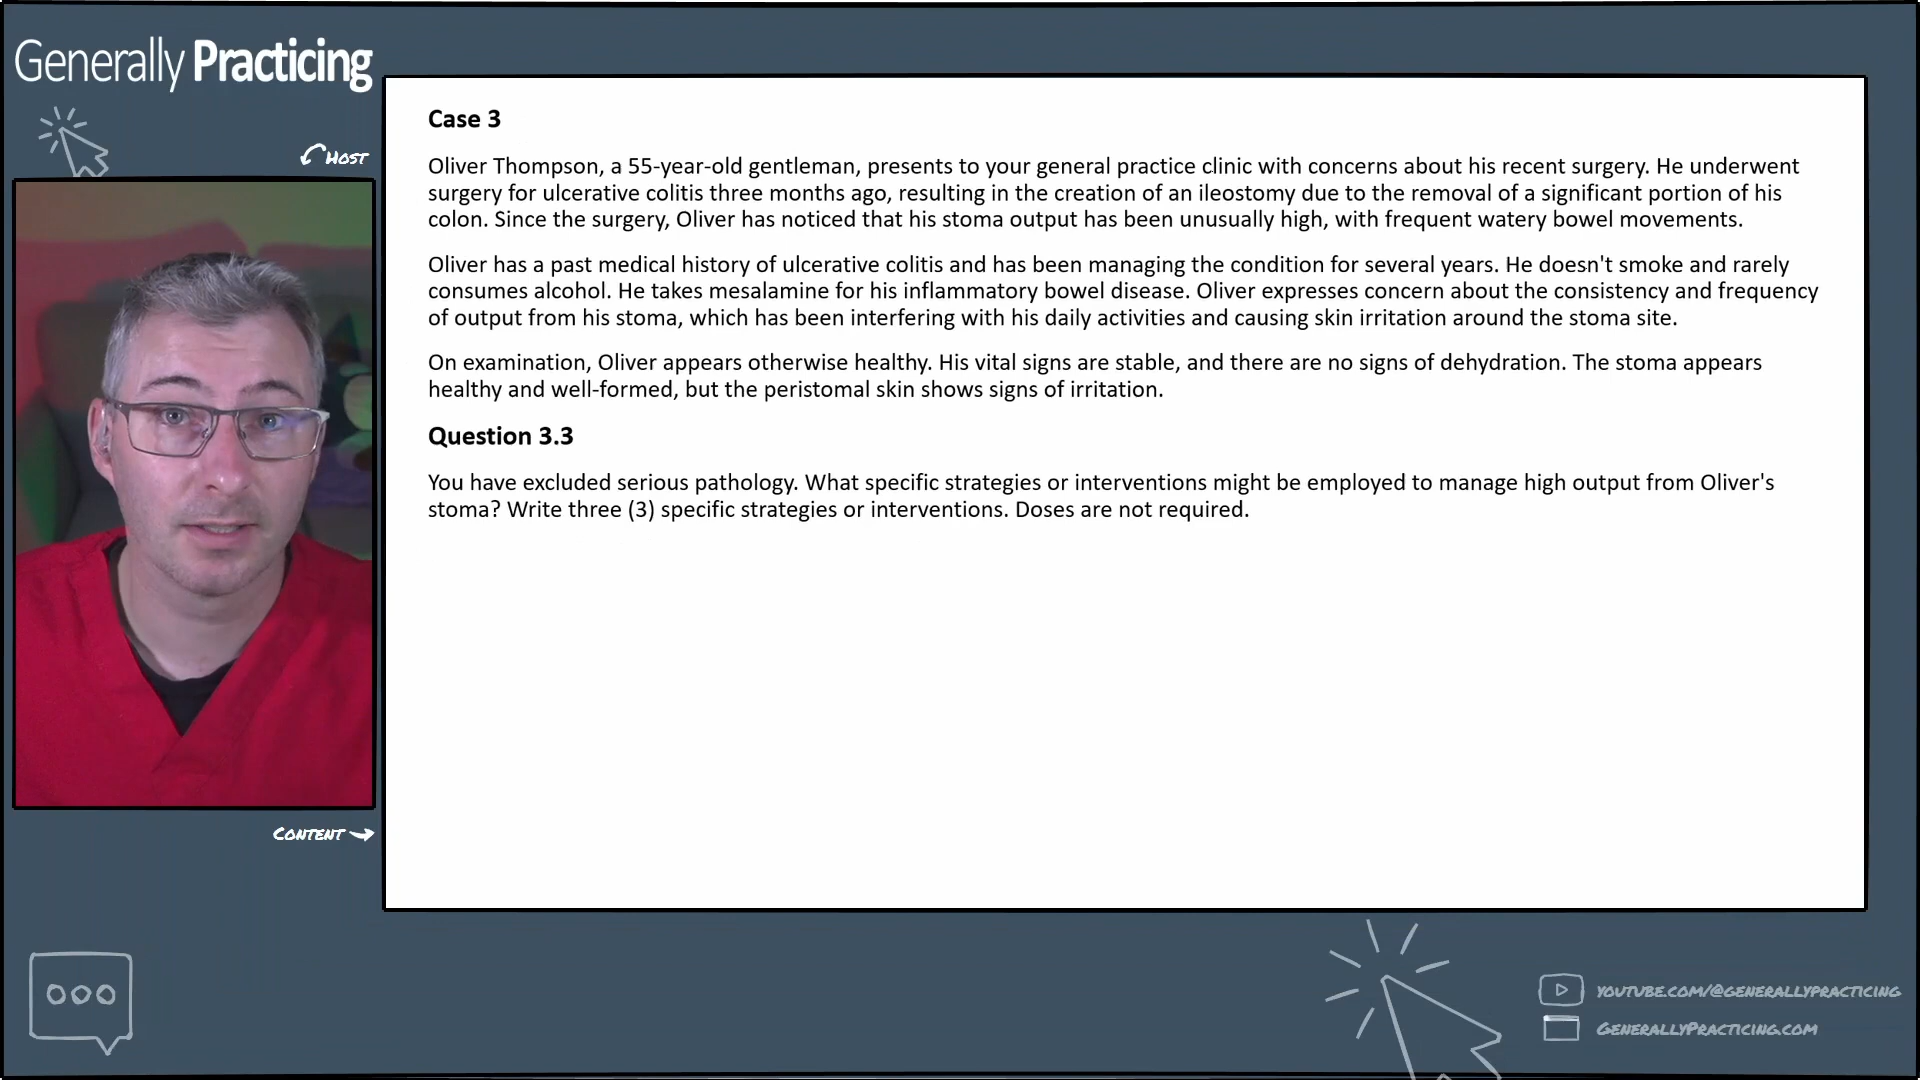 Generally Practicing
Host
Case 3
Oliver Thompson, a 55-year-old gentleman, presents to your general practice clinic with concerns about his recent surgery. He underwent
surgery for ulcerative colitis three months ago, resulting in the creation of an ileostomy due to the removal of a significant portion of his
colon. Since the surgery, Oliver has noticed that his stoma output has been unusually high, with frequent watery bowel movements.
Oliver has a past medical history of ulcerative colitis and has been managing the condition for several years. He doesn't smoke and rarely
consumes alcohol. He takes mesalamine for his inflammatory bowel disease. Oliver expresses concern about the consistency and frequency
of output from his stoma, which has been interfering with his daily activities and causing skin irritation around the stoma site.
On examination, Oliver appears otherwise healthy. His vital signs are stable, and there are no signs of dehydration. The stoma appears
healthy and well-formed, but the peristomal skin shows signs of irritation.
Question 3.3
You have excluded serious pathology. What specific strategies or interventions might be employed to manage high output from Oliver's
stoma? Write three (3) specific strategies or interventions. Doses are not required.
Content
youtube.com/@generallypracticing
GenerallyPracticing.com